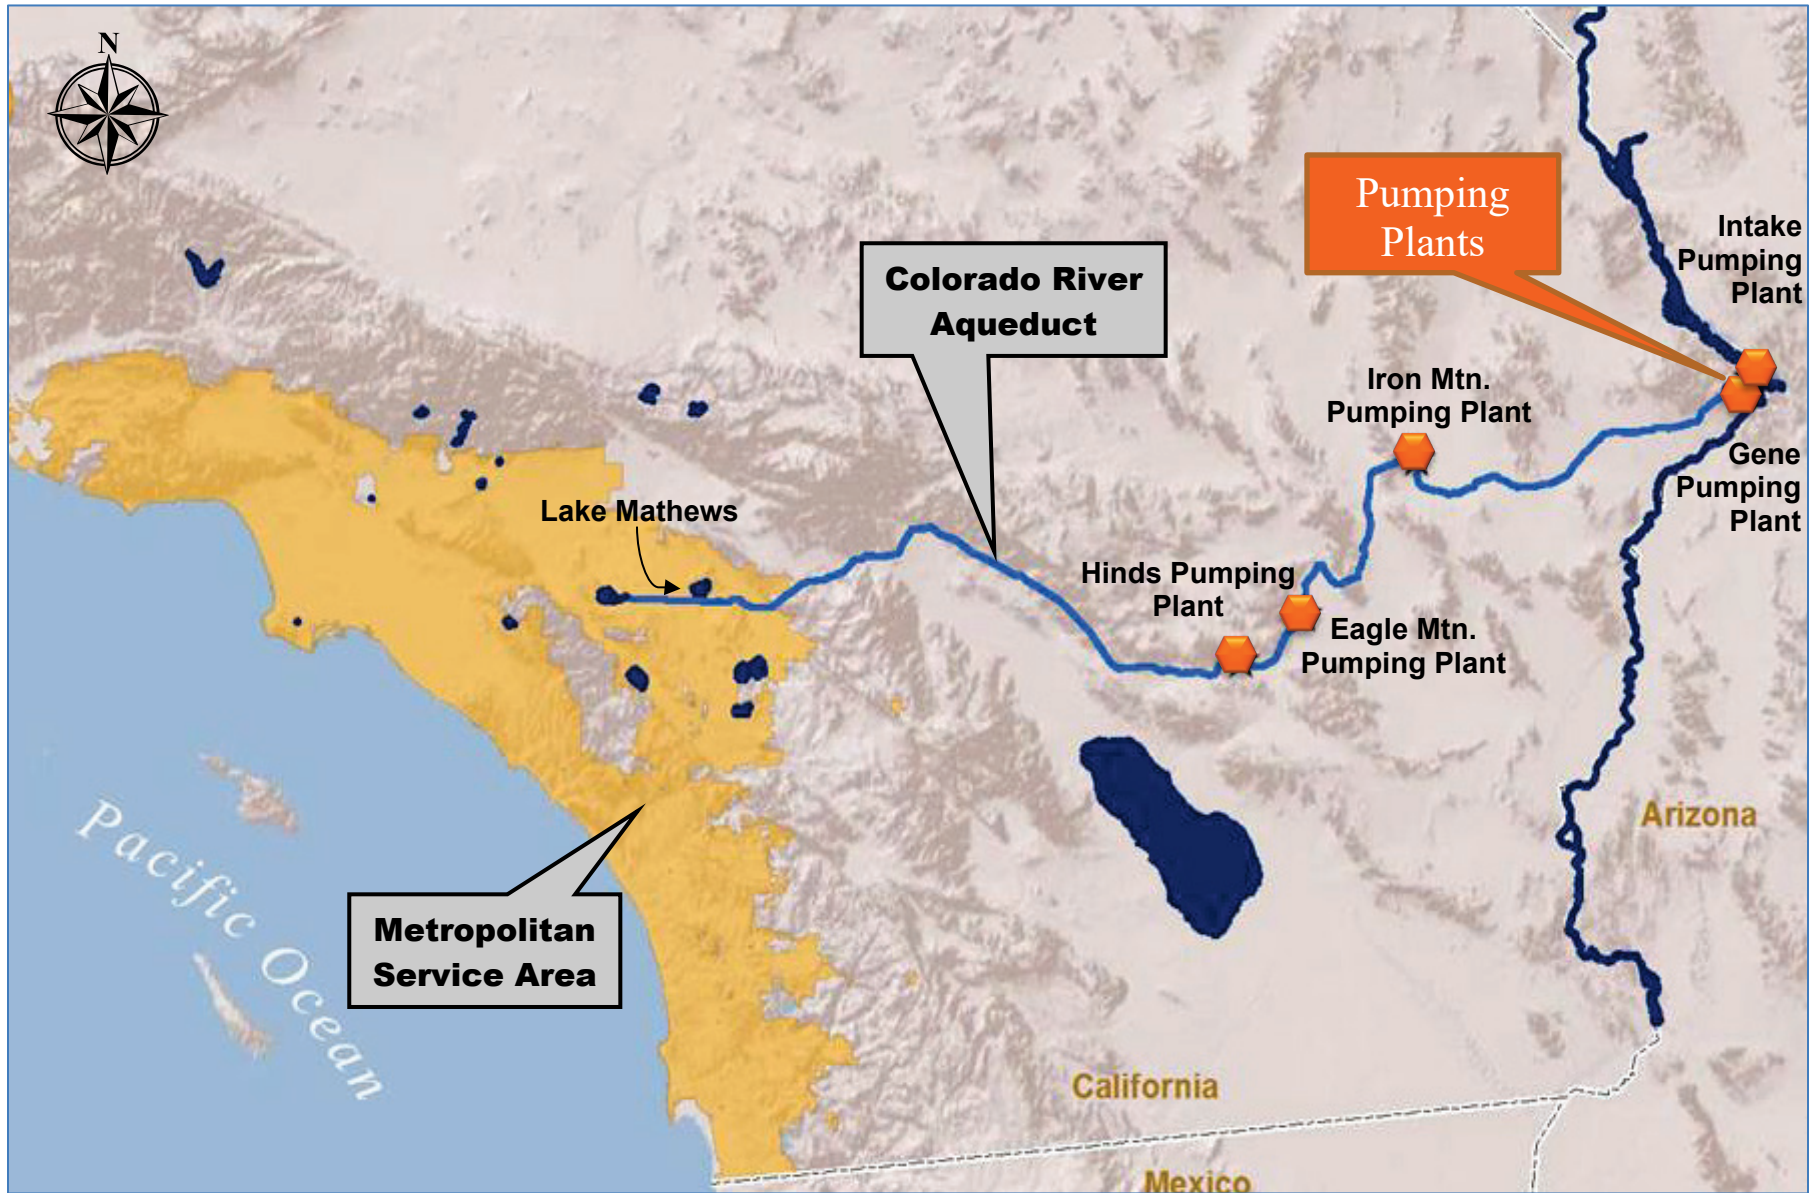 N
Pumping
Plants
Intake
Pumping
Plant
Colorado River
Aqueduct
Iron Mtn.
Pumping Plant
Gene
Pumping
Plant
Lake Mathews
Hinds Pumping
Plant
Eagle Mtn.
Pumping Plant
Arizona
Pacific Ocean
Metropolitan
Service Area
California
Mexico